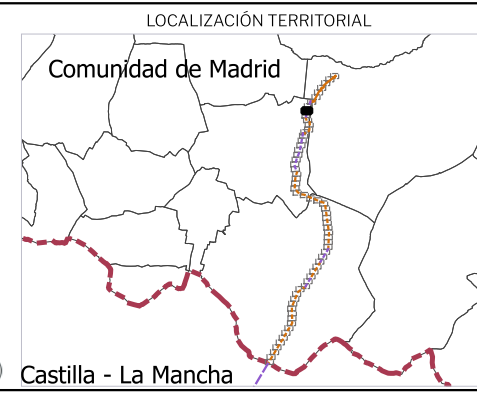 LOCALIZACIÓN TERRITORIAL
Comunidad de Madrid
Castilla - La Mancha